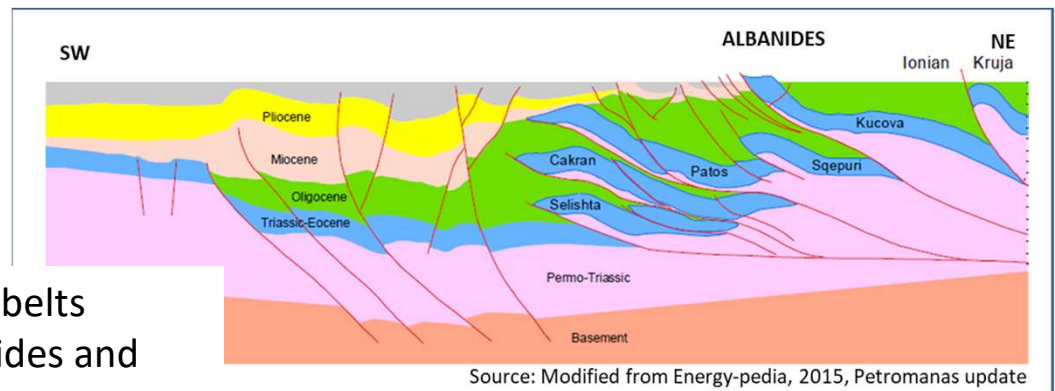 SW
ALBANIDES
NE
Ionian Kruja
Pliocene
Kucova
Miocene
Cakran
Patos
Sqepuri
Oligocene
Selishta
Triassic-Eocene
Permo-Triassic
belts
ides and
Basement
Source: Modified from Energy-pedia, 2015, Petromanas update